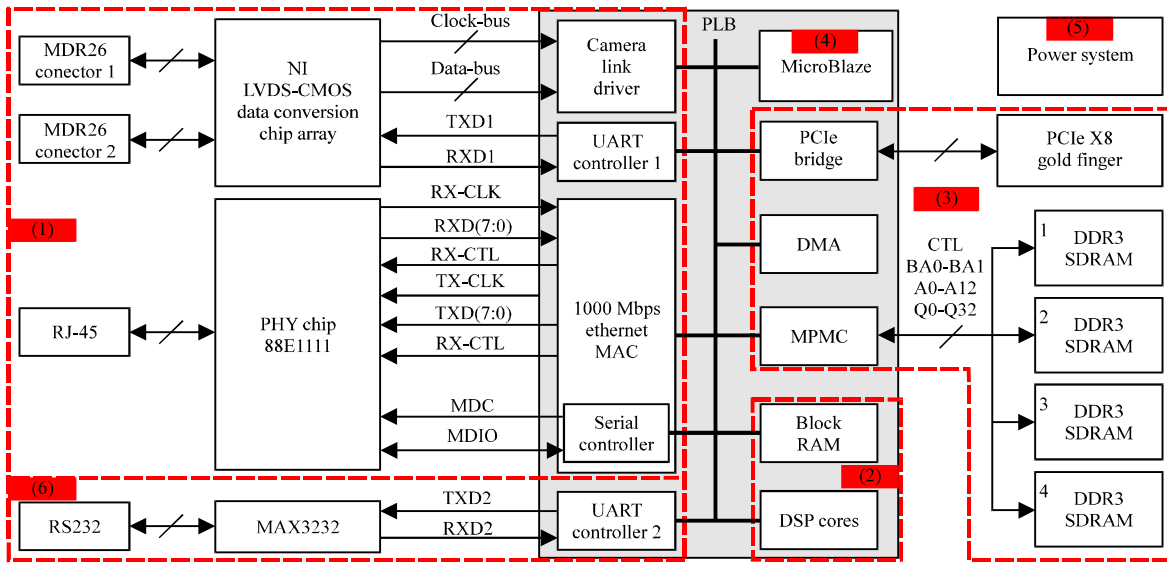 Clock-bus
Data-bus
TXD1
RXD1
MDR26
conector 1
MDR26
conector 2
NI
LVDS-CMOS
data conversion
chip array
Camera
link
driver
UART
controller 1
PLB
(4)
MicroBlaze
(5)
Power system
PCIe
bridge
PCIe X8
gold finger
(3)
(1)
RX-CLK
RXD(7:0)
RX-CTL
TX-CLK
TXD(7:0)
RX-CTL
MDC
MDIO
RJ-45
PHY chip
88E1111
1000 Mbps
ethernet
MAC
Serial
controller
DMA
MPMC
CTL
BA0-BA1
A0-A12
Q0-Q32
1
DDR3
SDRAM
2
DDR3
SDRAM
3
DDR3
SDRAM
4
DDR3
SDRAM
Block
RAM
(2)
DSP cores
(6)
RS232
MAX3232
TXD2
RXD2
UART
controller 2